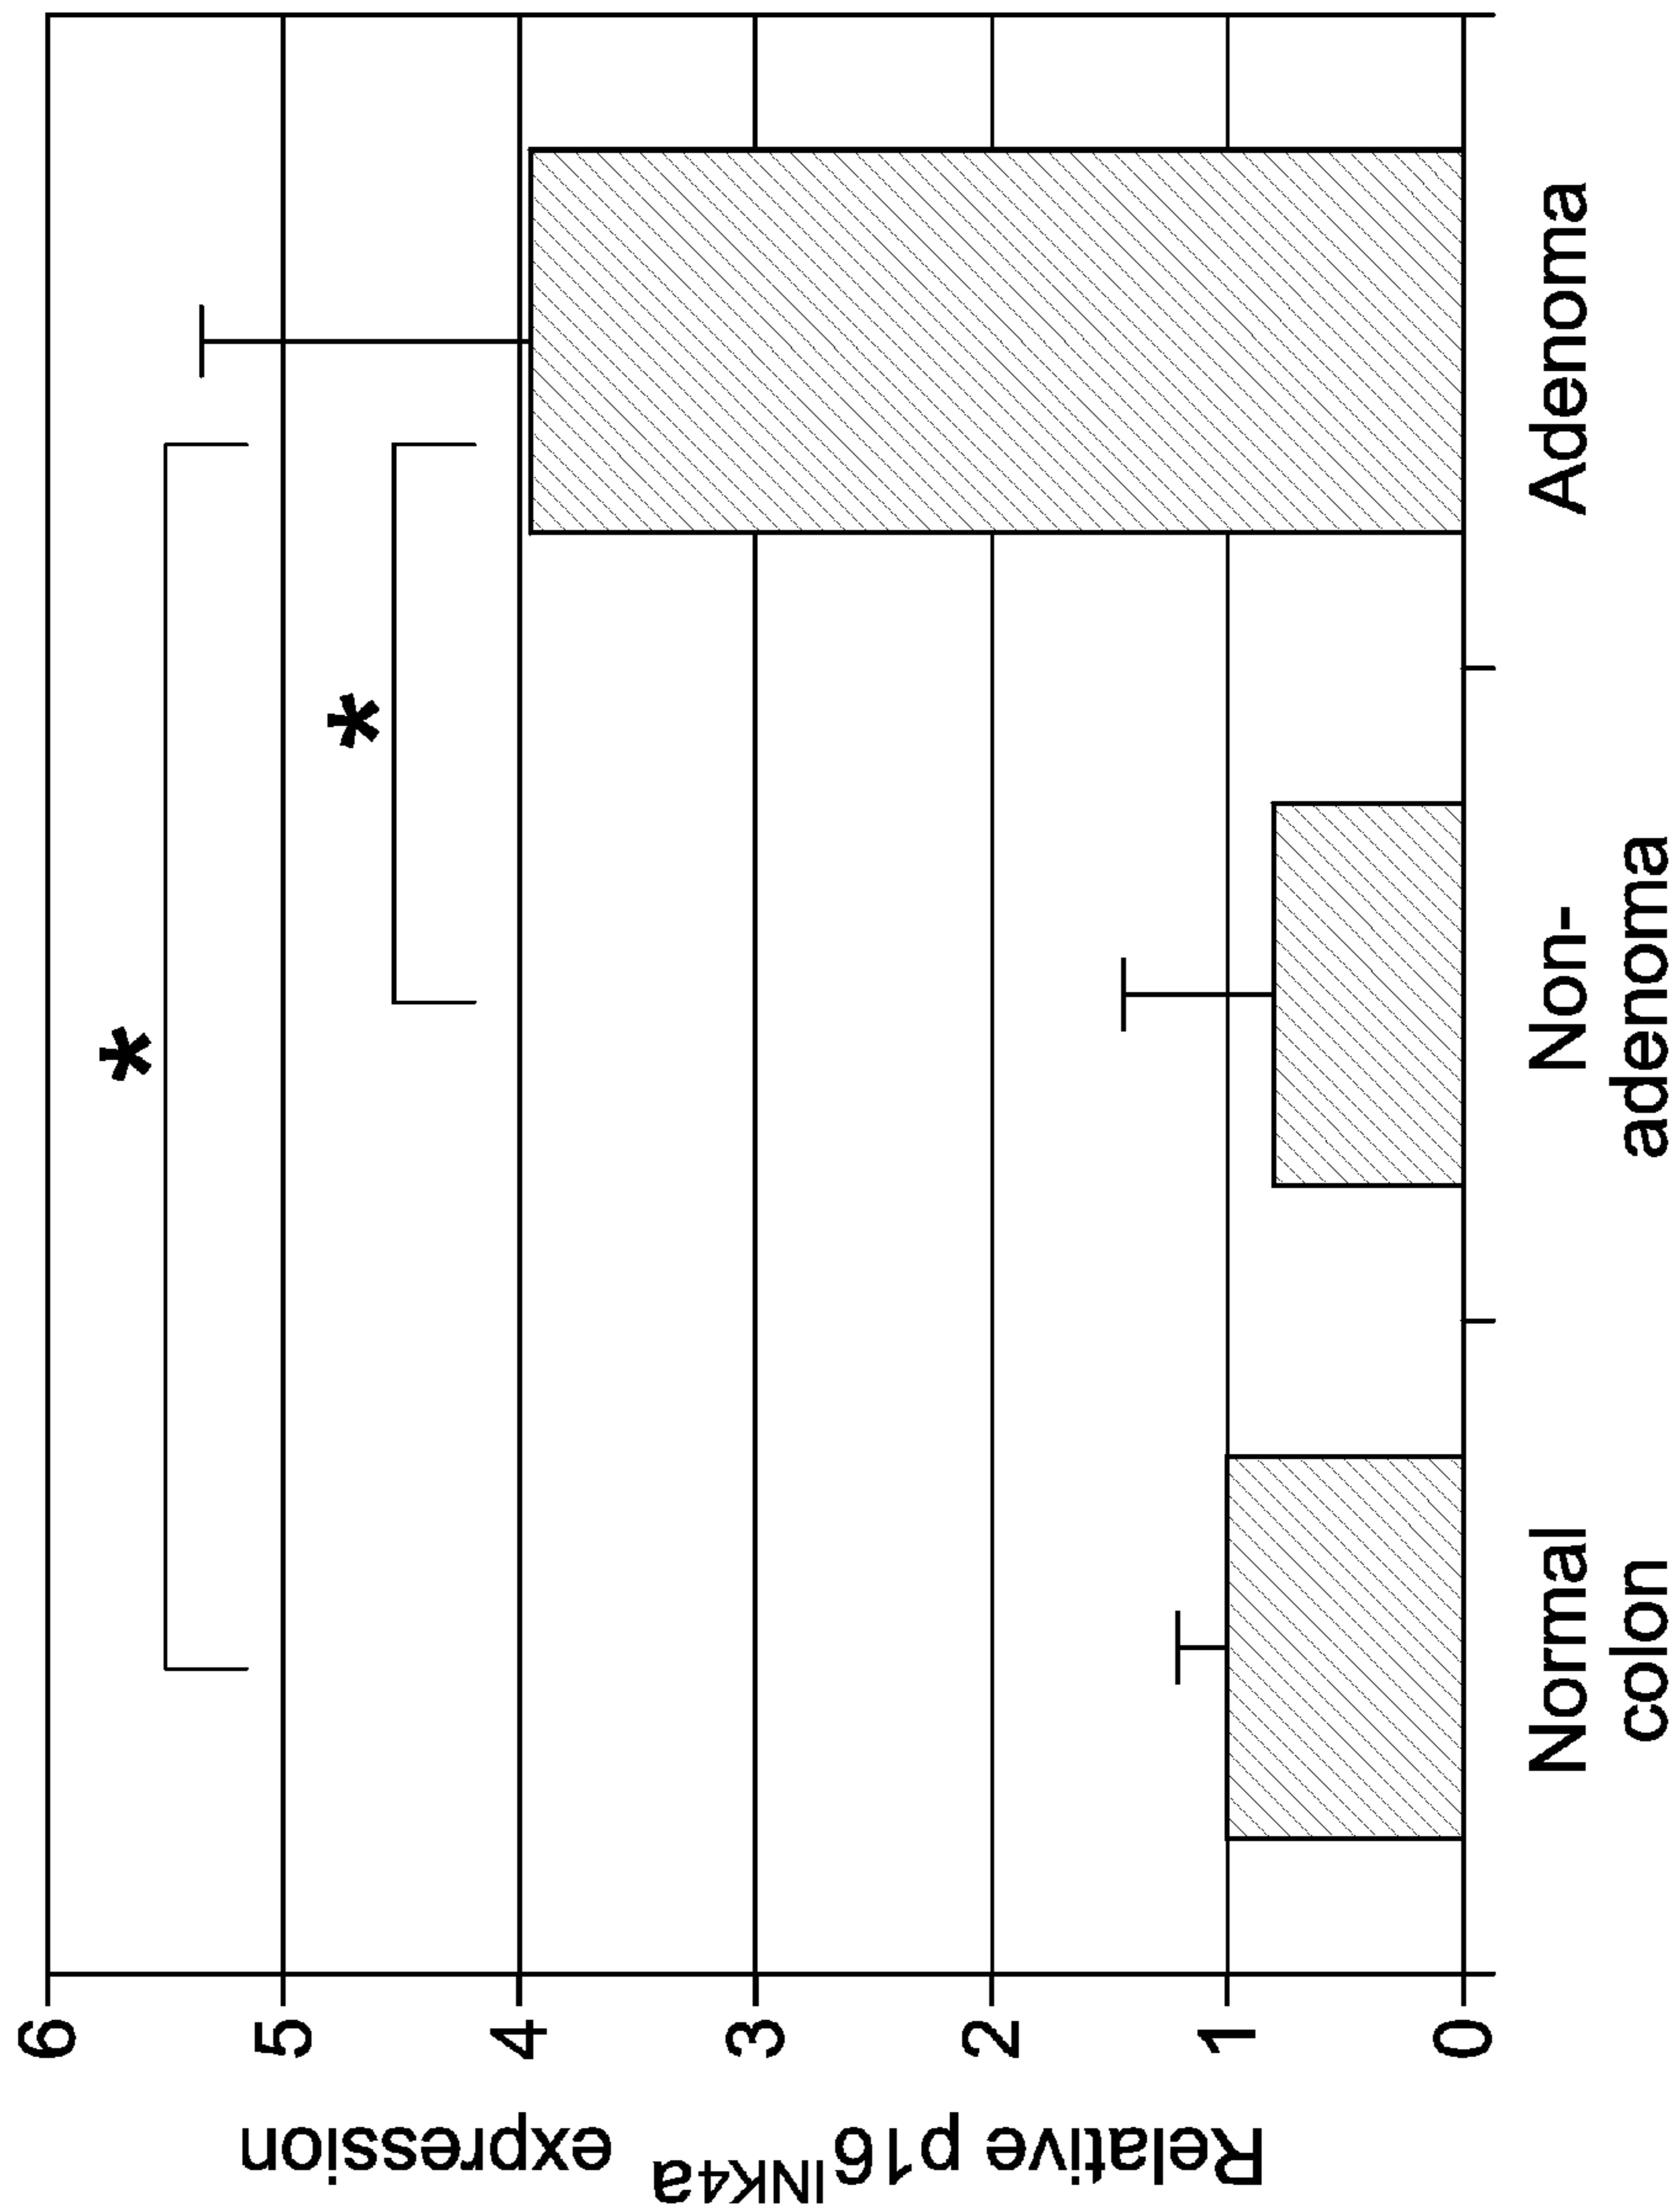 Relative p16INK4a expression
6
5
4
3
2
1
0
*
*
Normal
colon
Non-
adenoma
Adenoma